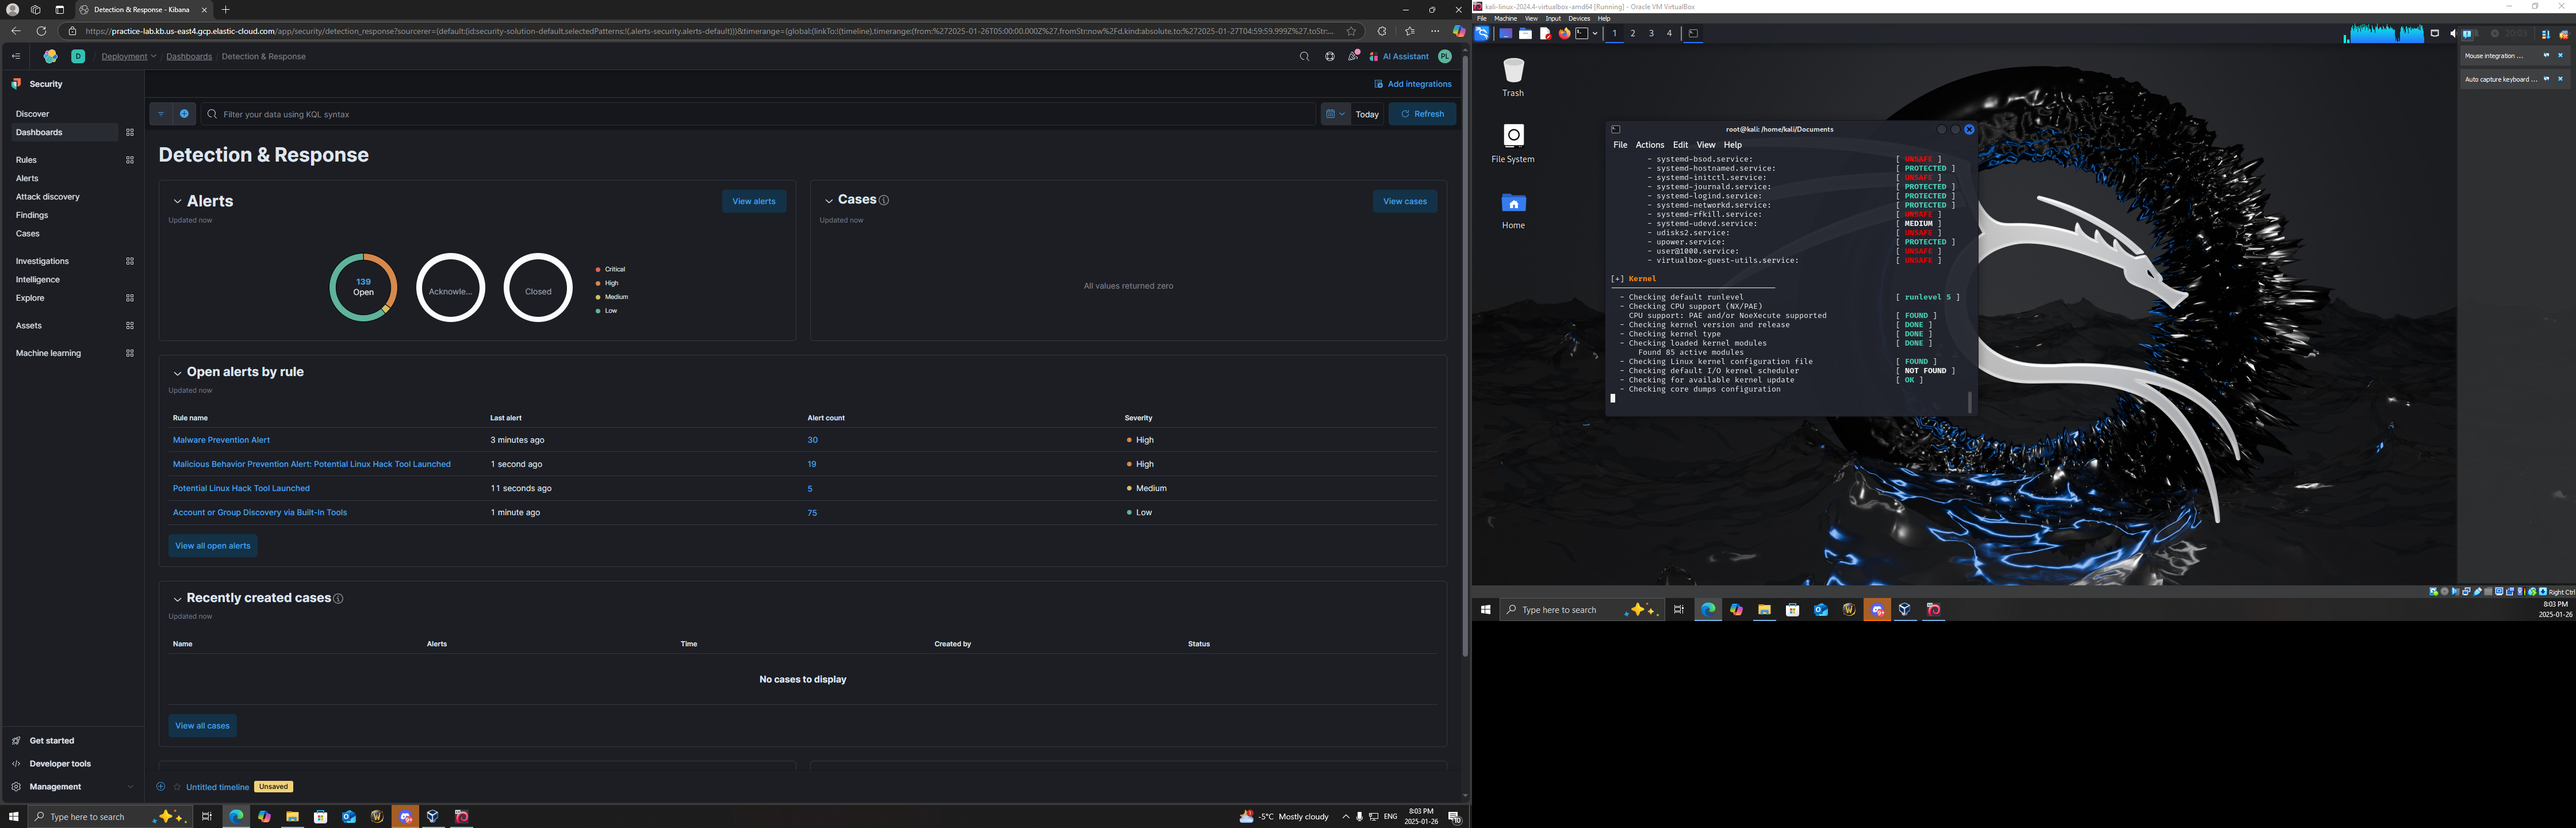 Detection & Response - Kibana
https://practice-lab.kb.us-east4.gcp.elastic-cloud.com/app/security/detection_response?sourcerer=(default:(id:security-solution-default,selectedPatterns:!(.alerts-security.alerts-default)))&timerange=(global:(linkTo:!(timeline),timerange:(from:%272025-01-26T05:00:00.000Z%27,fromStr:now%2Fd,kind:absolute,to:%272025-01-27T04:59:59.999Z%27,toStr:...
D
Deployment
/ Dashboards
/ Detection & Response
AI Assistant
PL
Security
Add integrations
Discover
Dashboards
Rules
Alerts
Attack discovery
Findings
Cases
Investigations
Intelligence
Explore
Assets
Machine learning
Get started
Developer tools
Management
Filter your data using KQL syntax
Today
Refresh
Detection & Response
Alerts
View alerts
Updated now
139
Open
Acknowle...
Closed
Critical
High
Medium
Low
Cases
View cases
Updated now
All values returned zero
Open alerts by rule
Updated now
Rule name Last alert Alert count Severity
Malware Prevention Alert 3 minutes ago 30 High
Malicious Behavior Prevention Alert: Potential Linux Hack Tool Launched 1 second ago 19 High
Potential Linux Hack Tool Launched 11 seconds ago 5 Medium
Account or Group Discovery via Built-In Tools 1 minute ago 75 Low
View all open alerts
Recently created cases
Updated now
Name Alerts Time Created by Status
No cases to display
View all cases
Untitled timeline Unsaved
Type here to search
-5°C Mostly cloudy
ENG
8:03 PM
2025-01-26
kali-linux-2024.4-virtualbox-amd64 [Running] - Oracle VM VirtualBox
File Machine View Input Devices Help
1 2 3 4
20:03
Mouse integration ...
Auto capture keyboard ...
Trash
File System
Home
root@kali: /home/kali/Documents
File Actions Edit View Help
- systemd-bsod.service: [ UNSAFE ]
- systemd-hostnamed.service: [ PROTECTED ]
- systemd-initctl.service: [ UNSAFE ]
- systemd-journald.service: [ PROTECTED ]
- systemd-logind.service: [ PROTECTED ]
- systemd-networkd.service: [ PROTECTED ]
- systemd-rfkill.service: [ UNSAFE ]
- systemd-udevd.service: [ MEDIUM ]
- udisks2.service: [ UNSAFE ]
- upower.service: [ PROTECTED ]
- user@1000.service: [ UNSAFE ]
- virtualbox-guest-utils.service: [ UNSAFE ]
[+] Kernel
- Checking default runlevel [ runlevel 5 ]
- Checking CPU support (NX/PAE)
CPU support: PAE and/or NoeXecute supported [ FOUND ]
- Checking kernel version and release [ DONE ]
- Checking kernel type [ DONE ]
- Checking loaded kernel modules [ DONE ]
Found 85 active modules
- Checking Linux kernel configuration file [ FOUND ]
- Checking default I/O kernel scheduler [ NOT FOUND ]
- Checking for available kernel update [ OK ]
- Checking core dumps configuration
Right Ctrl
Type here to search
8:03 PM
2025-01-26